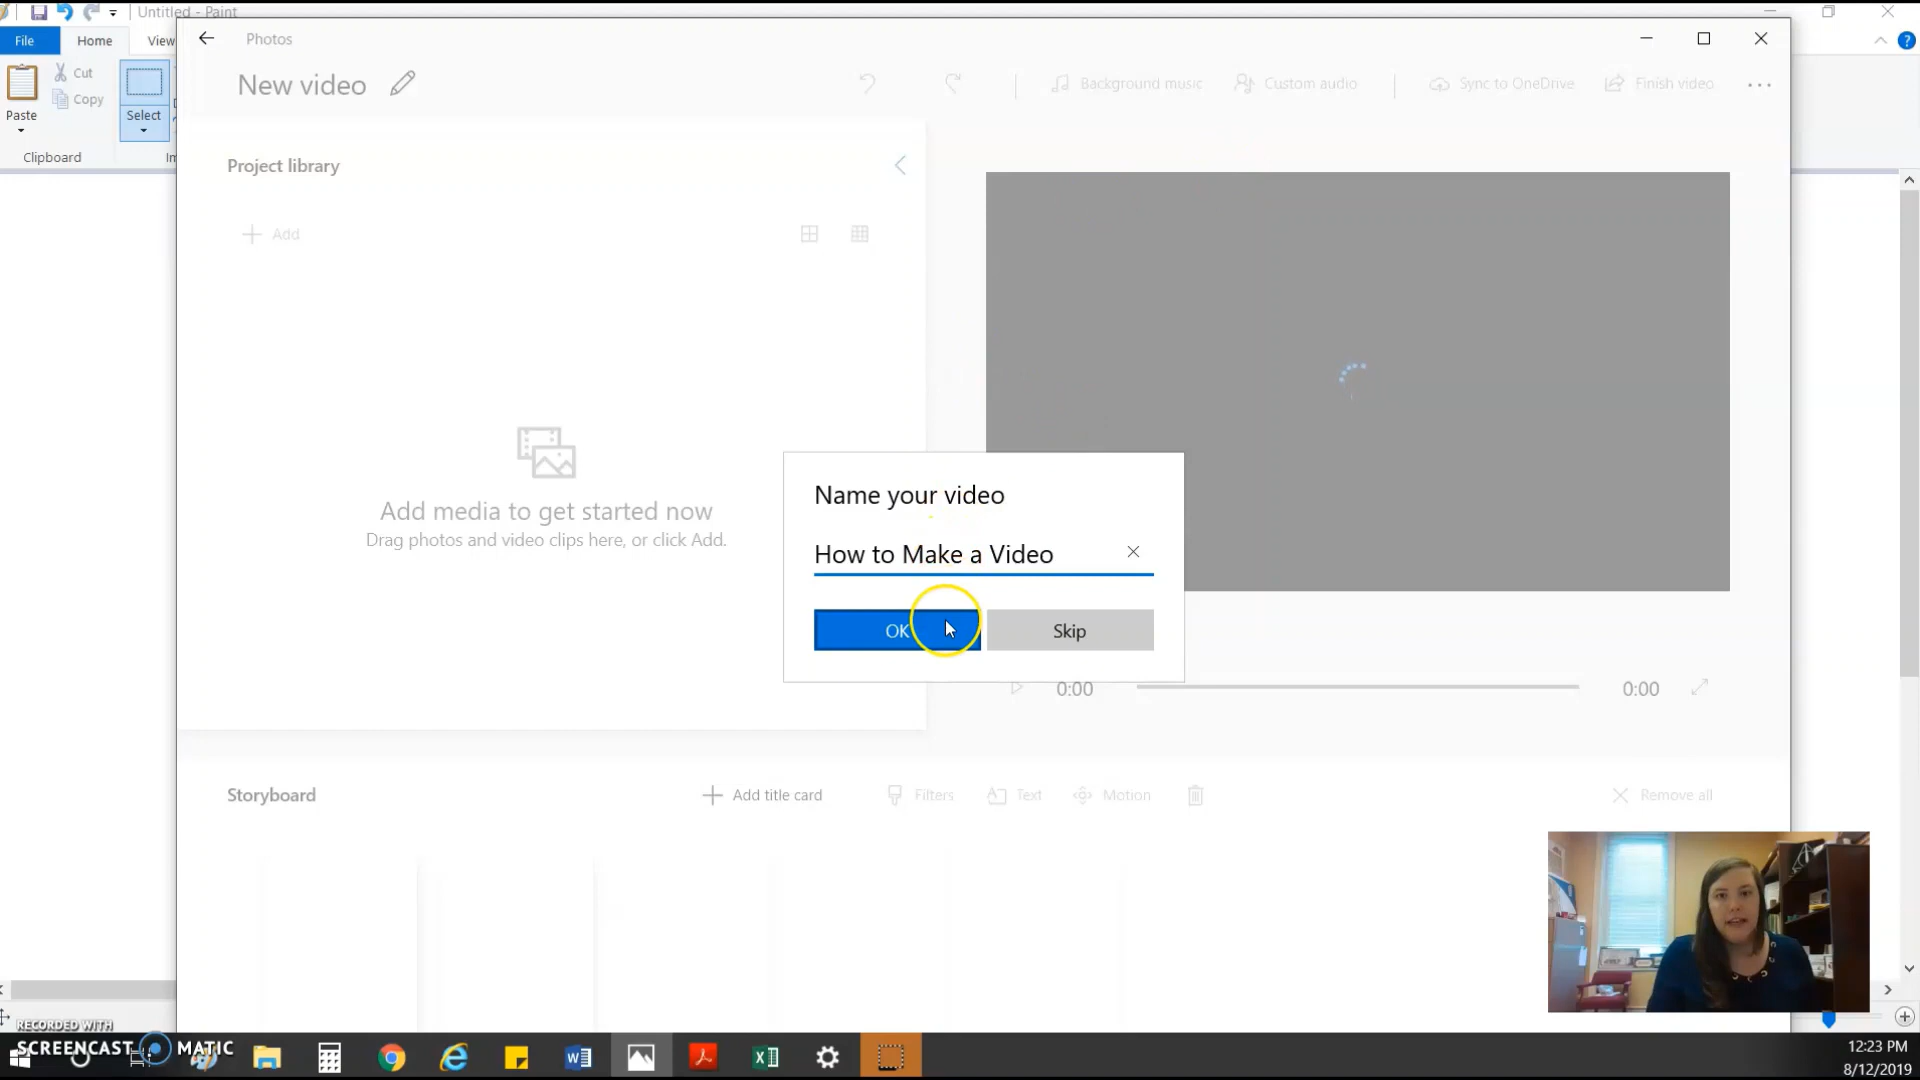 Untitled - Paint
File
Home
View
Cut
Copy
Paste
Select
Clipboard
Im
Photos
New video
Background music
Custom audio
Sync to OneDrive
Finish video
Project library
Add
Add media to get started now
Drag photos and video clips here, or click Add.
Name your video
How to Make a Video
OK
Skip
0:00
0:00
Storyboard
Add title card
Filters
Text
Motion
Remove all
RECORDED WITH
SCREENCAST MATIC
12:23 PM
8/12/2019